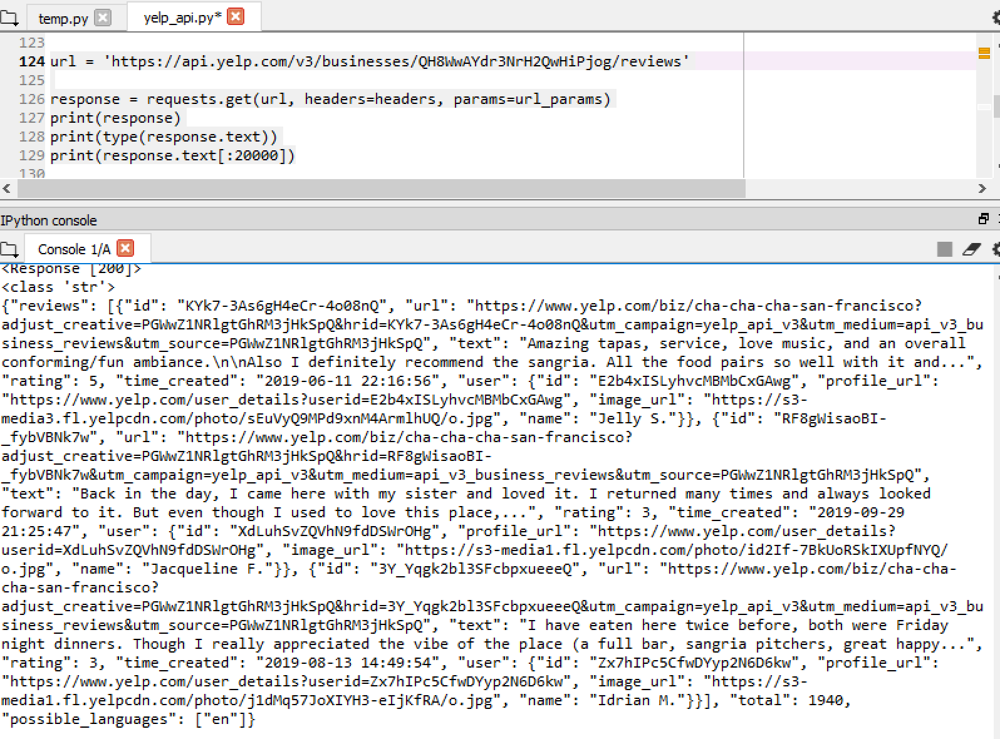 temp.py
yelp_api.py*
123
124 url = 'https://api.yelp.com/v3/businesses/QH8WwAYdr3NrH2QwHiPjog/reviews'
125
126 response = requests.get(url, headers=headers, params=url_params)
127 print(response)
128 print(type(response.text))
129 print(response.text[:20000])
130
IPython console
Console 1/A
<Response [200]>
<class 'str'>
{"reviews": [{"id": "KYk7-3As6gH4eCr-4o08nQ", "url": "https://www.yelp.com/biz/cha-cha-cha-san-francisco?
adjust_creative=PGWwZ1NRlgtGhRM3jHkSpQ&hrid=KYk7-3As6gH4eCr-4o08nQ&utm_campaign=yelp_api_v3&utm_medium=api_v3_bu
siness_reviews&utm_source=PGWwZ1NRlgtGhRM3jHkSpQ", "text": "Amazing tapas, service, love music, and an overall
conforming/fun ambiance.\n\nAlso I definitely recommend the sangria. All the food pairs so well with it and...",
"rating": 5, "time_created": "2019-06-11 22:16:56", "user": {"id": "E2b4xISLyhvcMBMbCxGAwg", "profile_url":
"https://www.yelp.com/user_details?userid=E2b4xISLyhvcMBMbCxGAwg", "image_url": "https://s3-
media3.fl.yelpcdn.com/photo/sEuVyQ9MPd9xnM4ArmlhUQ/o.jpg", "name": "Jelly S."}}, {"id": "RF8gWisaoBI-
_fybVBNk7w", "url": "https://www.yelp.com/biz/cha-cha-cha-san-francisco?
adjust_creative=PGWwZ1NRlgtGhRM3jHkSpQ&hrid=RF8gWisaoBI-
_fybVBNk7w&utm_campaign=yelp_api_v3&utm_medium=api_v3_business_reviews&utm_source=PGWwZ1NRlgtGhRM3jHkSpQ",
"text": "Back in the day, I came here with my sister and loved it. I returned many times and always looked
forward to it. But even though I used to love this place,...", "rating": 3, "time_created": "2019-09-29
21:25:47", "user": {"id": "XdLuhSvZQVhN9fdDSWrOHg", "profile_url": "https://www.yelp.com/user_details?
userid=XdLuhSvZQVhN9fdDSWrOHg", "image_url": "https://s3-media1.fl.yelpcdn.com/photo/id2If-7BkUoRSkIXUpfNYQ/
o.jpg", "name": "Jacqueline F."}}, {"id": "3Y_Yqgk2bl3SFcbpxueeeQ", "url": "https://www.yelp.com/biz/cha-cha-
cha-san-francisco?
adjust_creative=PGWwZ1NRlgtGhRM3jHkSpQ&hrid=3Y_Yqgk2bl3SFcbpxueeeQ&utm_campaign=yelp_api_v3&utm_medium=api_v3_bu
siness_reviews&utm_source=PGWwZ1NRlgtGhRM3jHkSpQ", "text": "I have eaten here twice before, both were Friday
night dinners. Though I really appreciated the vibe of the place (a full bar, sangria pitchers, great happy...",
"rating": 3, "time_created": "2019-08-13 14:49:54", "user": {"id": "Zx7hIPc5CfwDYyp2N6D6kw", "profile_url":
"https://www.yelp.com/user_details?userid=Zx7hIPc5CfwDYyp2N6D6kw", "image_url": "https://s3-
media1.fl.yelpcdn.com/photo/j1dMq57JoXIYH3-eIjKfRA/o.jpg", "name": "Idrian M."}}], "total": 1940,
"possible_languages": ["en"]}